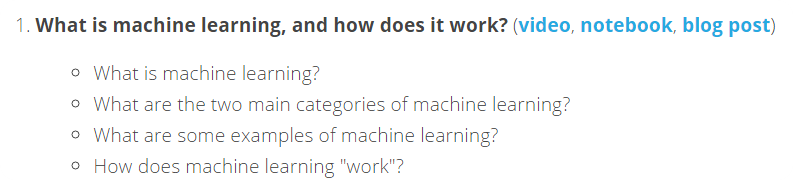 1. What is machine learning, and how does it work? (video, notebook, blog post)
What is machine learning?
What are the two main categories of machine learning?
What are some examples of machine learning?
How does machine learning "work"?